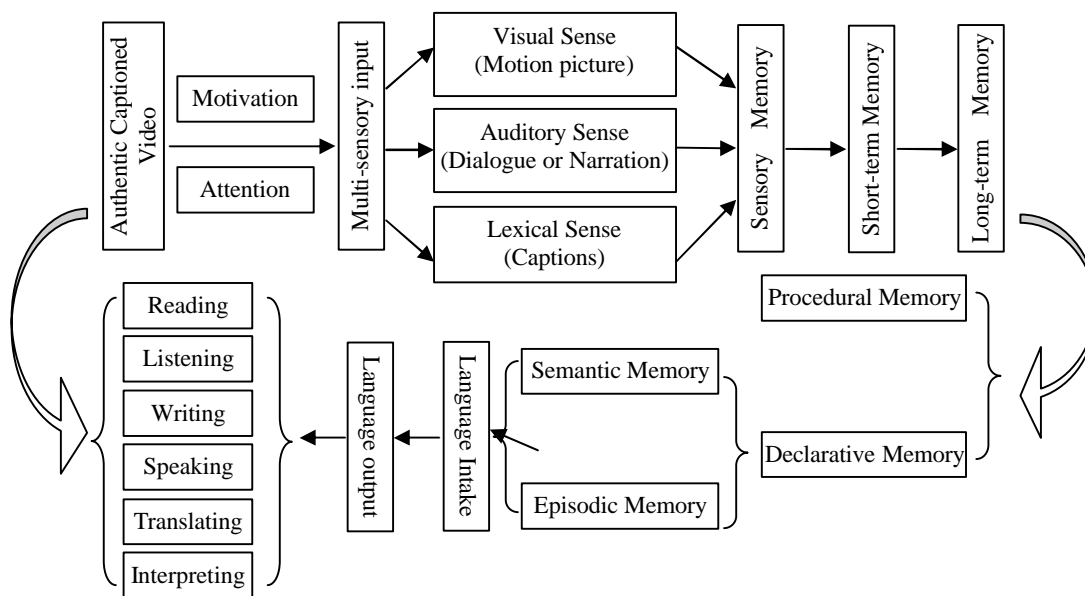 Authentic Captioned
Video
Motivation
Attention
Multi-sensory input
Visual Sense
(Motion picture)
Auditory Sense
(Dialogue or Narration)
Lexical Sense
(Captions)
Sensory Memory
Short-term Memory
Long-term Memory
Procedural Memory
Declarative Memory
Semantic Memory
Episodic Memory
Language Intake
Language output
Reading
Listening
Writing
Speaking
Translating
Interpreting